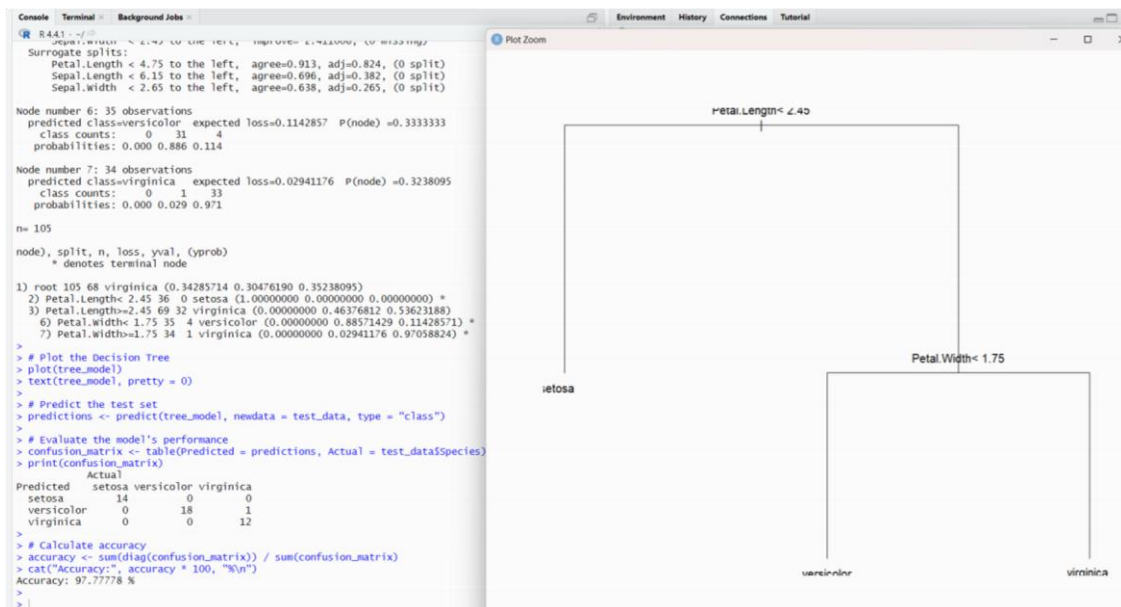 Console Terminal Background Jobs
R 4.4.1 · ~/
Sepal.Width < 2.45 to the left, improve= 2.411606, (0 missing)
Surrogate splits:
Petal.Length < 4.75 to the left, agree=0.913, adj=0.824, (0 split)
Sepal.Length < 6.15 to the left, agree=0.696, adj=0.382, (0 split)
Sepal.Width < 2.65 to the left, agree=0.638, adj=0.265, (0 split)
Node number 6: 35 observations
predicted class=versicolor expected loss=0.1142857 P(node) =0.3333333
class counts: 0 31 4
probabilities: 0.000 0.886 0.114
Node number 7: 34 observations
predicted class=virginica expected loss=0.02941176 P(node) =0.3238095
class counts: 0 1 33
probabilities: 0.000 0.029 0.971
n= 105
node), split, n, loss, yval, (yprob)
* denotes terminal node
1) root 105 68 virginica (0.34285714 0.30476190 0.35238095)
2) Petal.Length< 2.45 36 0 setosa (1.00000000 0.00000000 0.00000000) *
3) Petal.Length>=2.45 69 32 virginica (0.00000000 0.46376812 0.53623188)
6) Petal.Width< 1.75 35 4 versicolor (0.00000000 0.88571429 0.11428571) *
7) Petal.Width>=1.75 34 1 virginica (0.00000000 0.02941176 0.97058824) *
>
> # Plot the Decision Tree
> plot(tree_model)
> text(tree_model, pretty = 0)
>
> # Predict the test set
> predictions <- predict(tree_model, newdata = test_data, type = "class")
>
> # Evaluate the model's performance
> confusion_matrix <- table(Predicted = predictions, Actual = test_data$Species)
> print(confusion_matrix)
Actual
Predicted setosa versicolor virginica
setosa 14 0 0
versicolor 0 18 1
virginica 0 0 12
>
> # Calculate accuracy
> accuracy <- sum(diag(confusion_matrix)) / sum(confusion_matrix)
> cat("Accuracy:", accuracy * 100, "%\n")
Accuracy: 97.77778 %
>
>
Environment History Connections Tutorial
Plot Zoom
Petal.Length< 2.45
Petal.Width< 1.75
setosa
versicolor
virginica